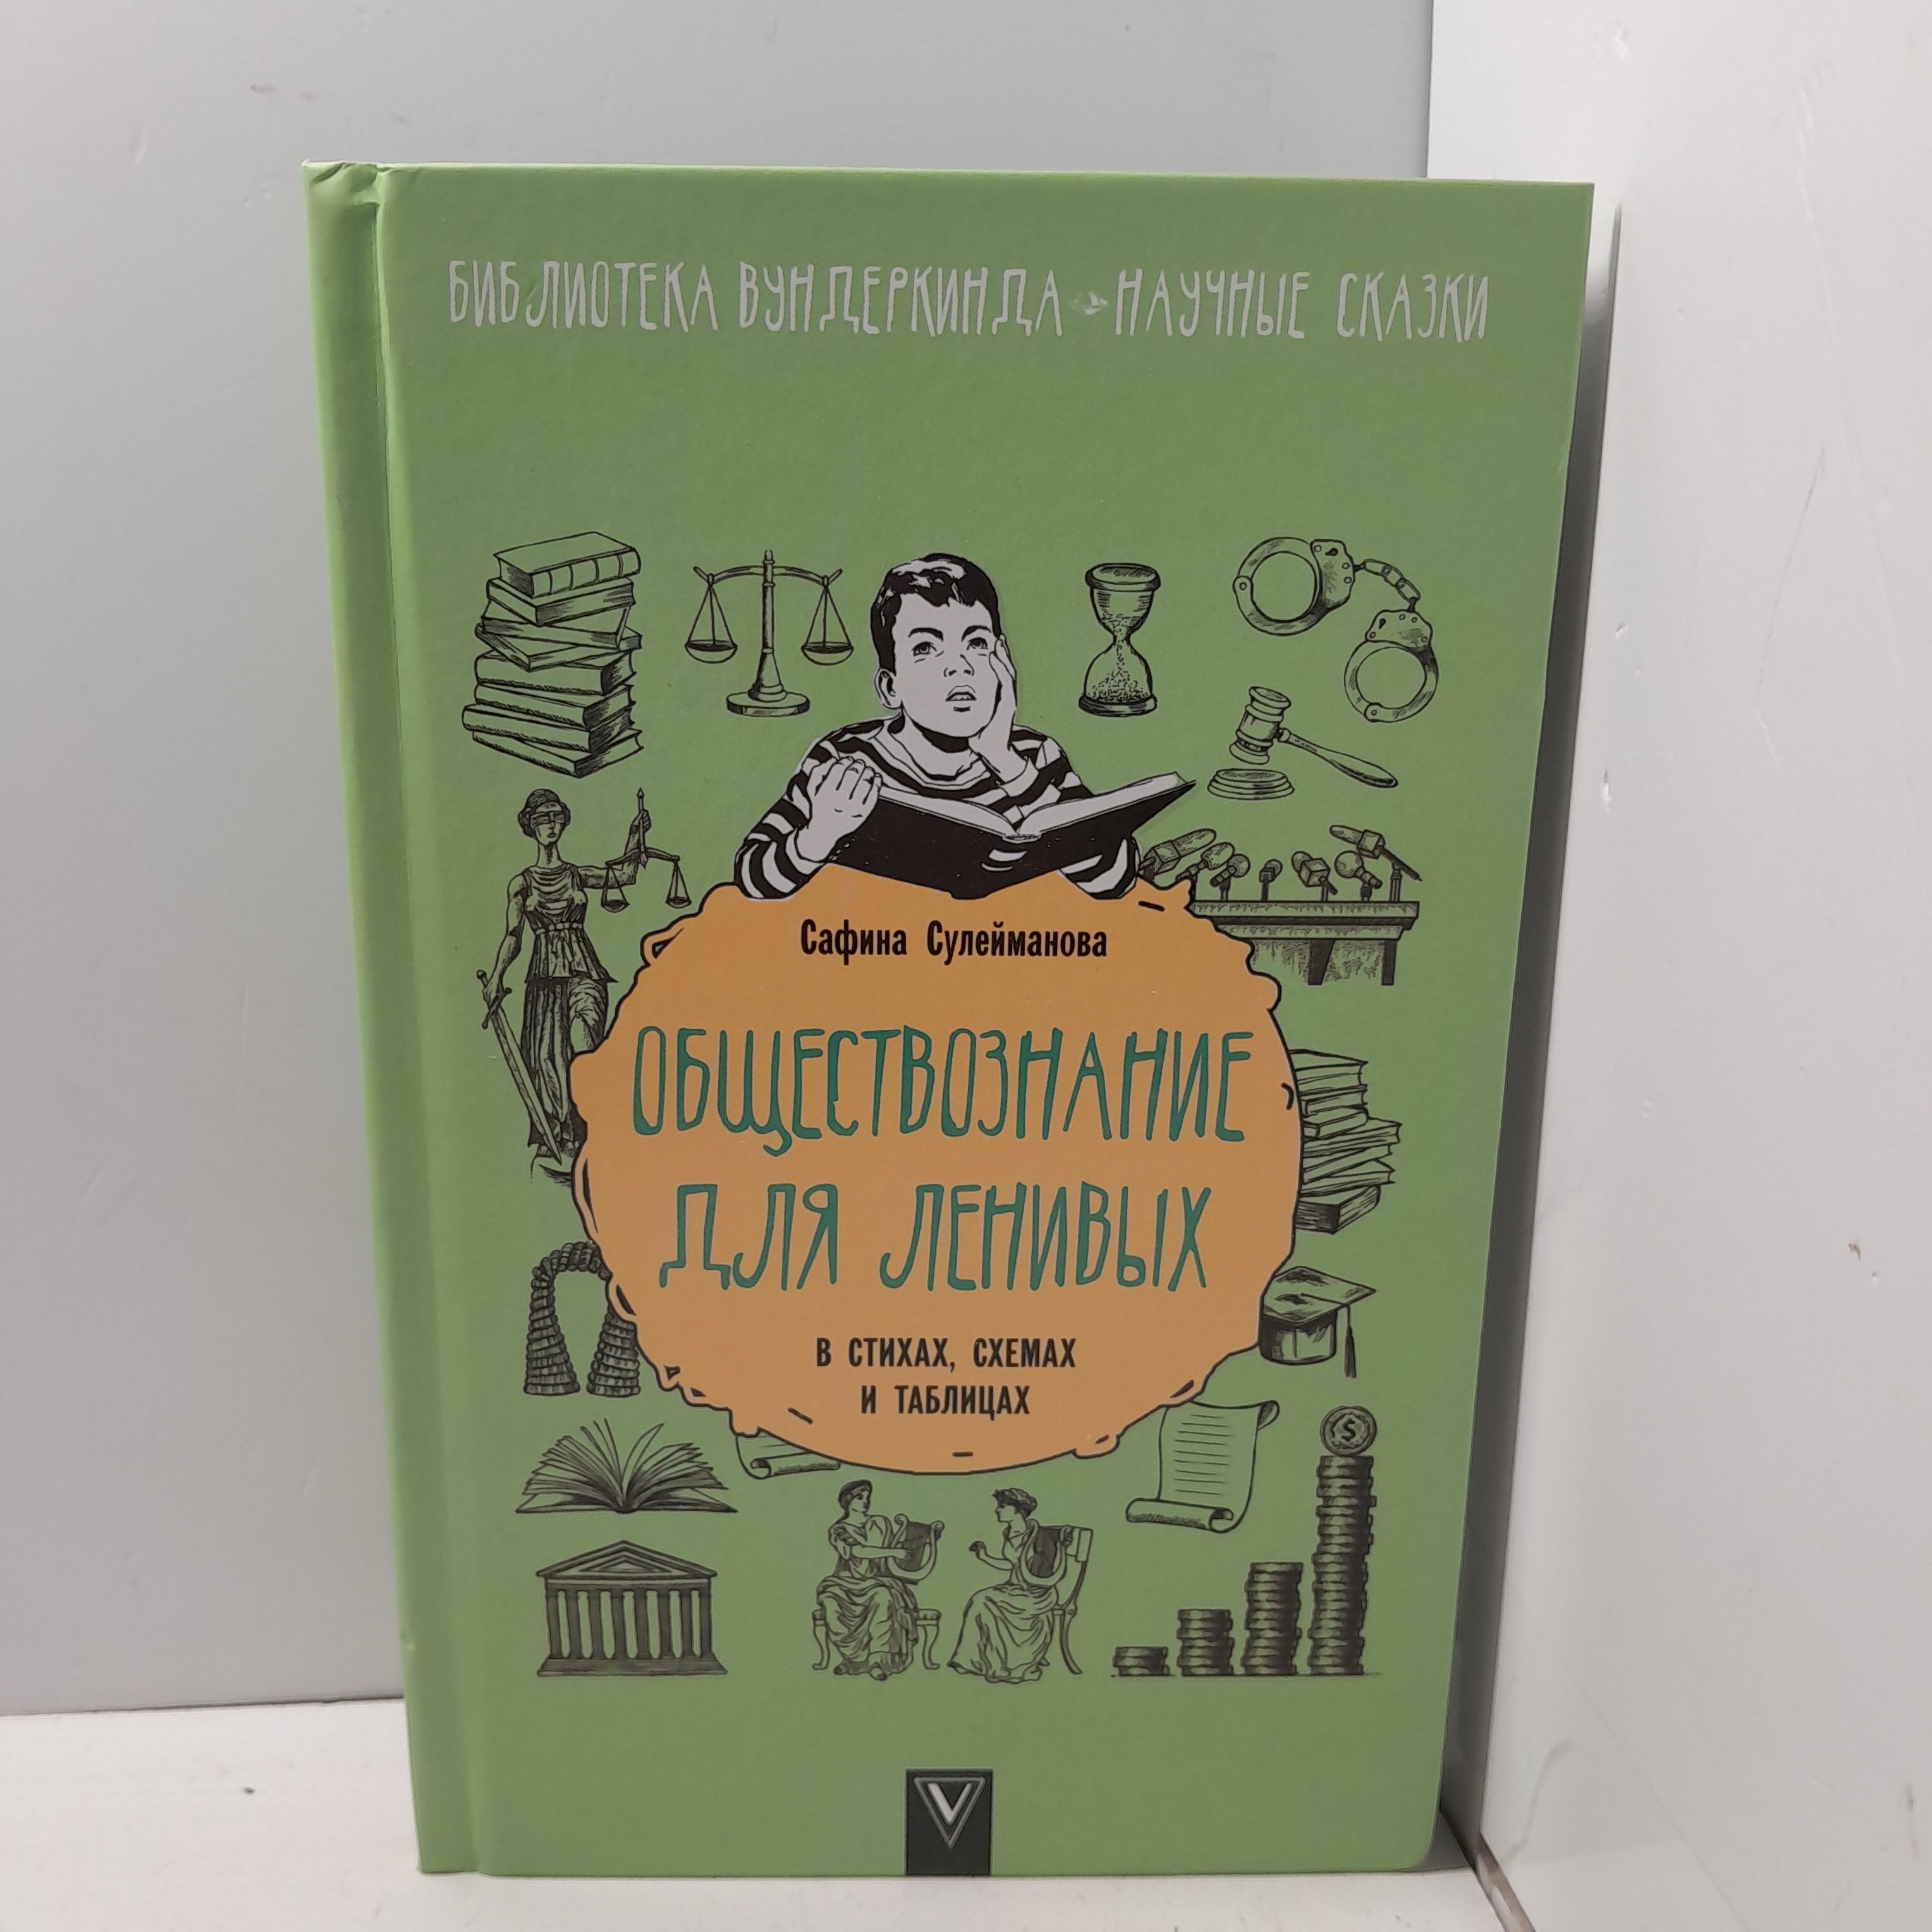 БИБЛИОТЕКА ВУНДЕРКИНДА • НАУЧНЫЕ СКАЗКИ
Сафина Сулейманова
ОБЩЕСТВОЗНАНИЕ
ДЛЯ ЛЕНИВЫХ
В СТИХАХ, СХЕМАХ
И ТАБЛИЦАХ
$
V